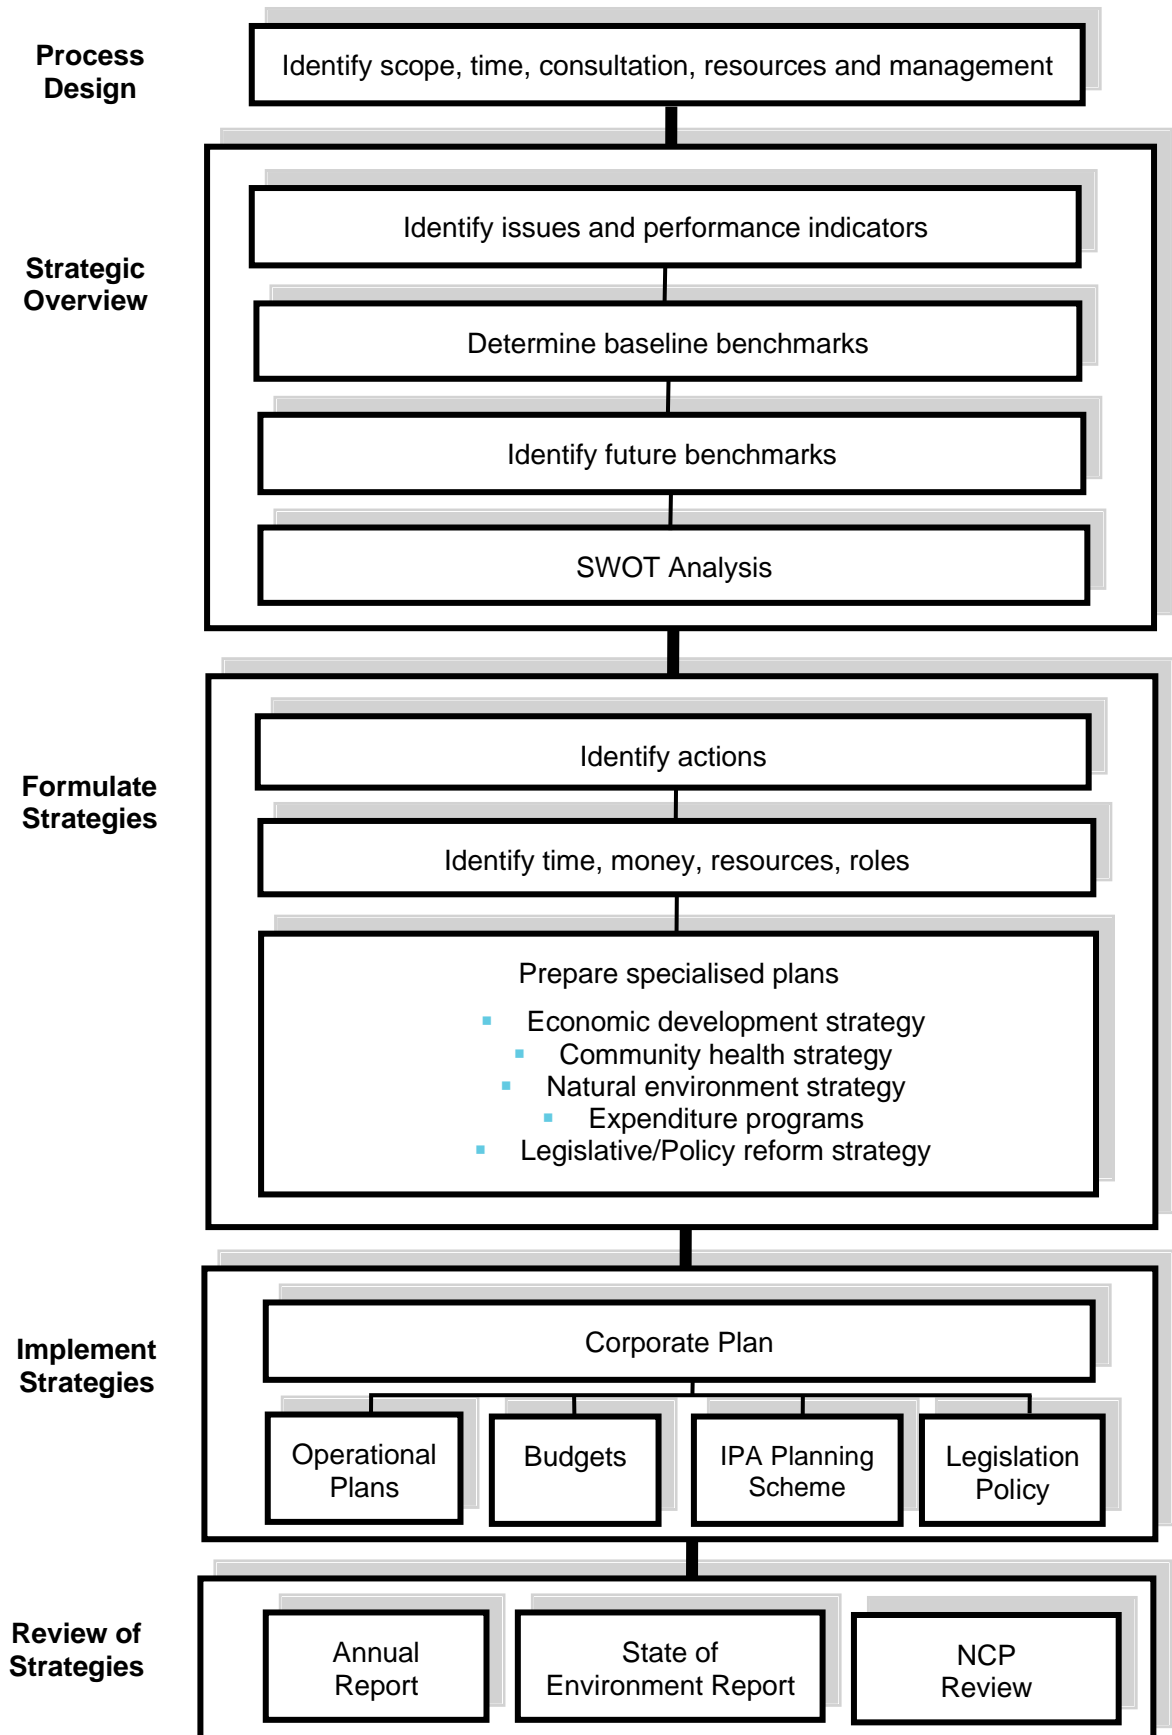 Process
Design
Identify scope, time, consultation, resources and management
Strategic
Overview
Identify issues and performance indicators
Determine baseline benchmarks
Identify future benchmarks
SWOT Analysis
Formulate
Strategies
Identify actions
Identify time, money, resources, roles
Prepare specialised plans
▪ Economic development strategy
▪ Community health strategy
▪ Natural environment strategy
▪ Expenditure programs
▪ Legislative/Policy reform strategy
Implement
Strategies
Corporate Plan
Operational
Plans
Budgets
IPA Planning
Scheme
Legislation
Policy
Review of
Strategies
Annual
Report
State of
Environment Report
NCP
Review